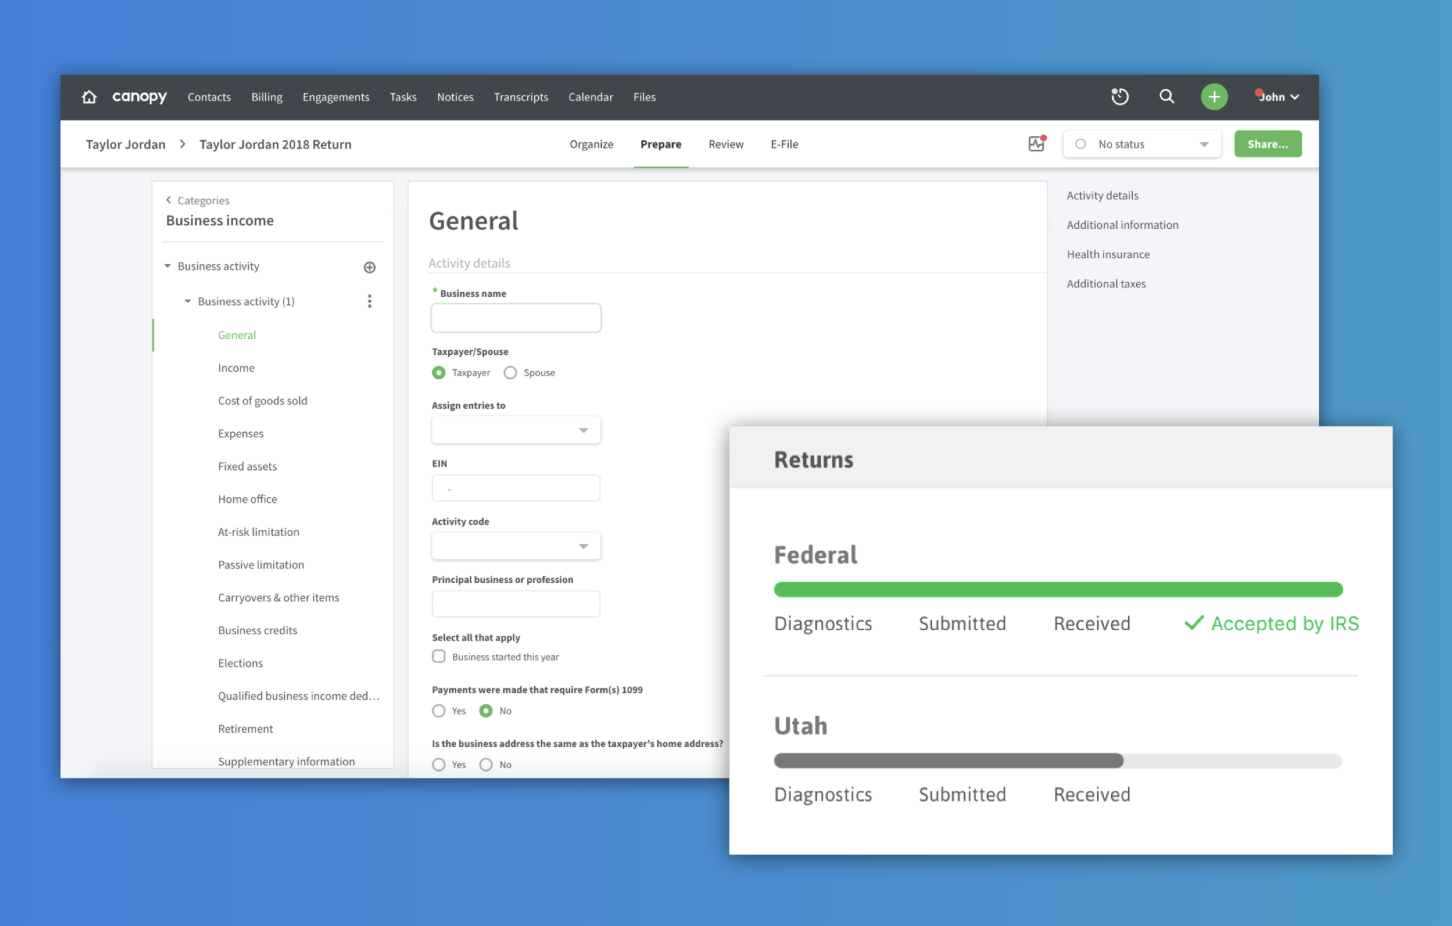 canopy Contacts Billing Engagements Tasks Notices Transcripts Calendar Files John
Taylor Jordan > Taylor Jordan 2018 Return Organize Prepare Review E-File No status Share...
Categories
Business income
Business activity
Business activity (1)
General
Income
Cost of goods sold
Expenses
Fixed assets
Home office
At-risk limitation
Passive limitation
Carryovers & other items
Business credits
Elections
Qualified business income ded...
Retirement
Supplementary information
General
Activity details
* Business name
Taxpayer/Spouse
Taxpayer Spouse
Assign entries to
EIN
-
Activity code
Principal business or profession
Select all that apply
Business started this year
Payments were made that require Form(s) 1099
Yes No
Is the business address the same as the taxpayer's home address?
Yes No
Activity details
Additional information
Health insurance
Additional taxes
Returns
Federal
Diagnostics Submitted Received ✓ Accepted by IRS
Utah
Diagnostics Submitted Received